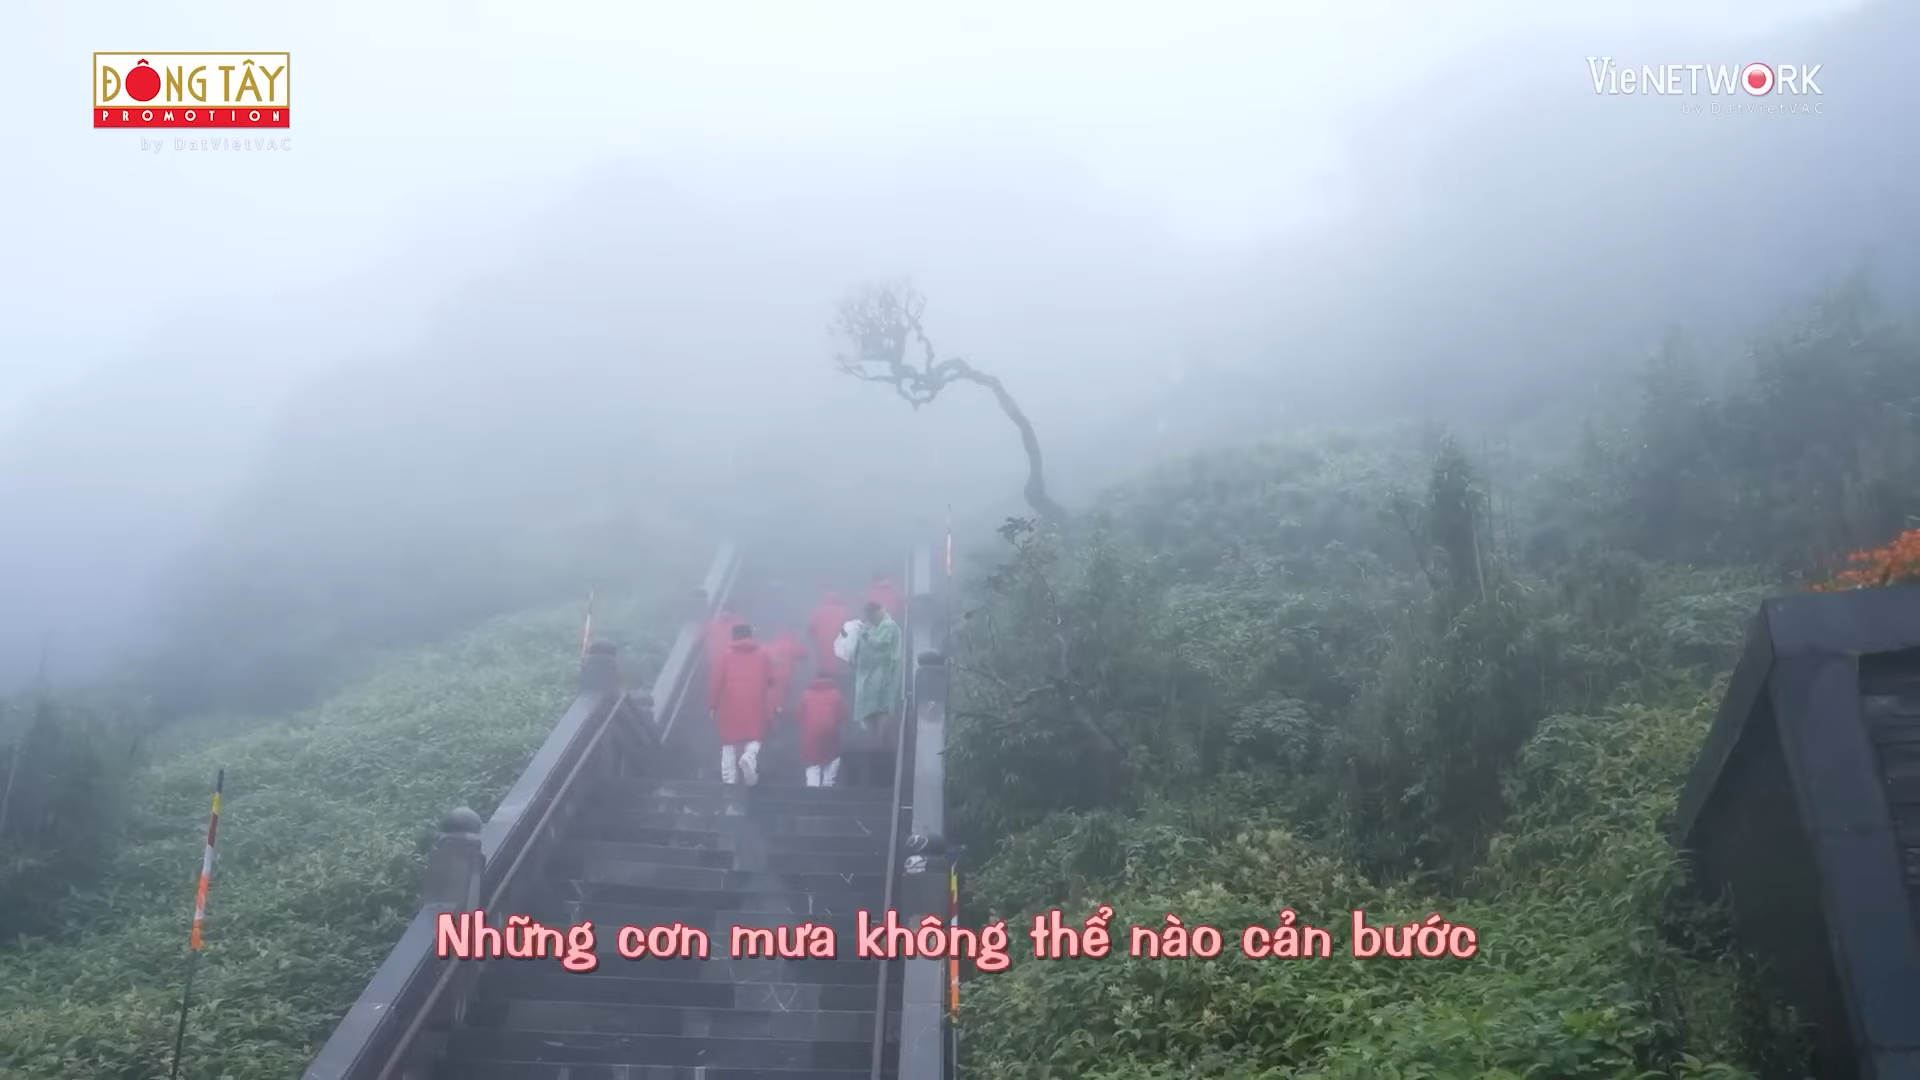 ĐÔNG TÂY
PROMOTION
by DatVietVAC
VieNETWORK
by DatVietVAC
Những cơn mưa không thể nào cản bước